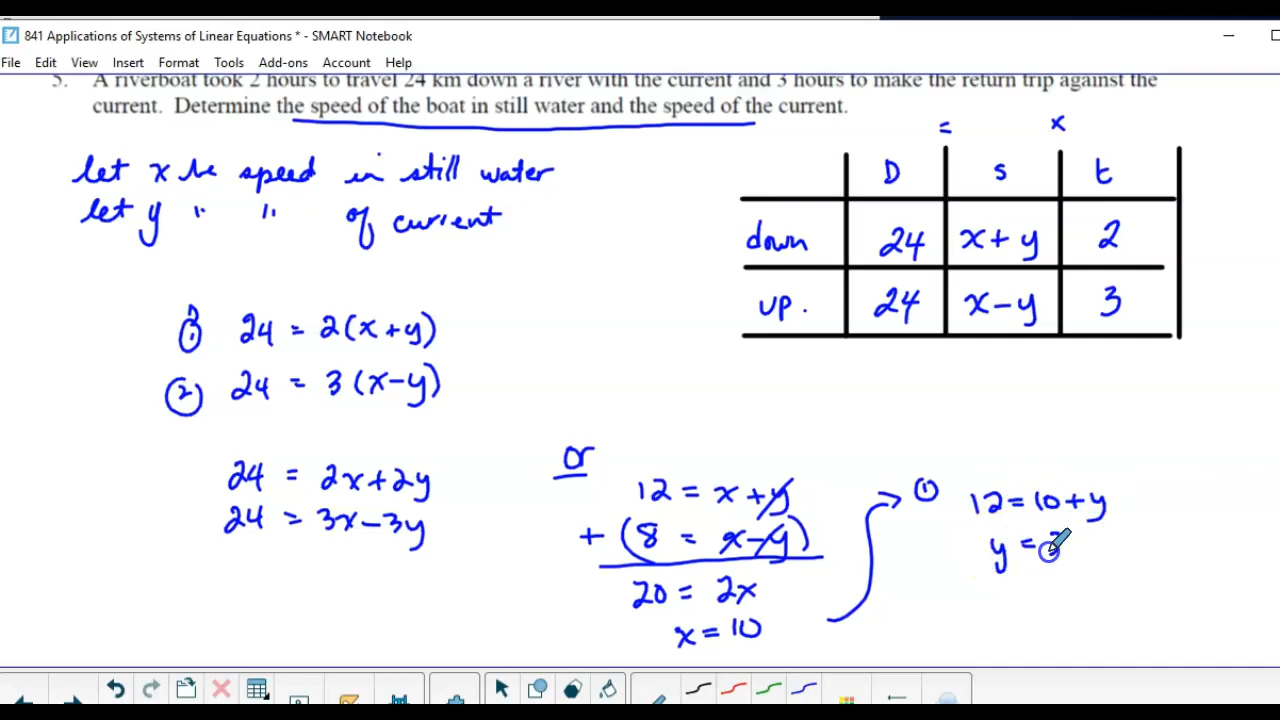 841 Applications of Systems of Linear Equations * - SMART Notebook
File Edit View Insert Format Tools Add-ons Account Help
5. A riverboat took 2 hours to travel 24 km down a river with the current and 3 hours to make the return trip against the
current. Determine the speed of the boat in still water and the speed of the current.
= x
let x be speed in still water
let y " " of current
D s t
down 24 x+y 2
up. 24 x-y 3
① 24 = 2(x+y)
② 24 = 3(x-y)
24 = 2x+2y
24 = 3x-3y
or
12 = x+y
+ (8 = x-y)
20 = 2x
x = 10
① 12 = 10+y
y =